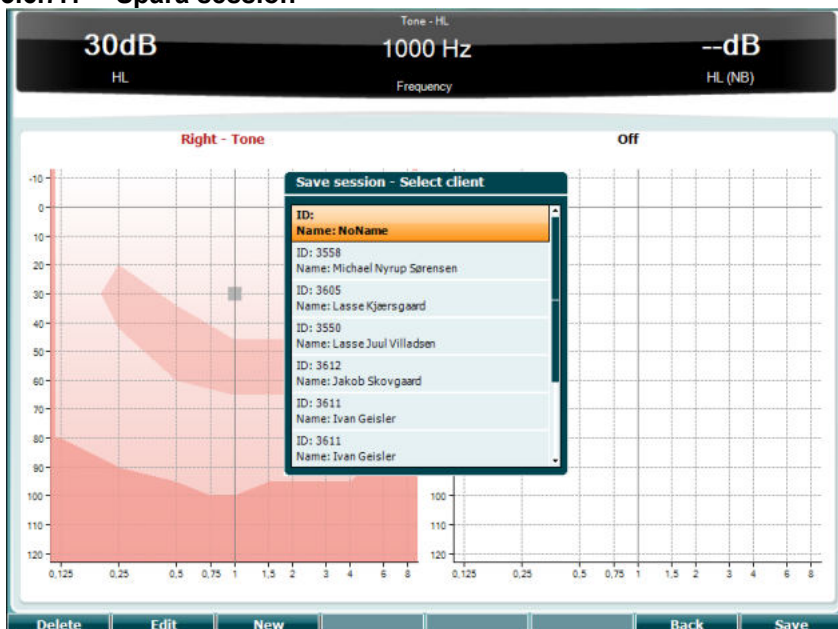 Spara session
Tone - HL
30dB
1000 Hz
--dB
HL
Frequency
HL (NB)
Right - Tone
Off
Save session - Select client
ID:
Name: NoName
ID: 3558
Name: Michael Nyrup Sørensen
ID: 3605
Name: Lasse Kjærsgaard
ID: 3550
Name: Lasse Juul Villadsen
ID: 3612
Name: Jakob Skovgaard
ID: 3611
Name: Ivan Geisler
ID: 3611
Name: Ivan Geisler
-10
0
10
20
30
40
50
60
70
80
90
100
110
120
0,125 0,25 0,5 0,75 1 1,5 2 3 4 6 8
100
110
120
0,125 0,25 0,5 0,75 1 1,5 2 3 4 6 8
Delete Edit New Back Save